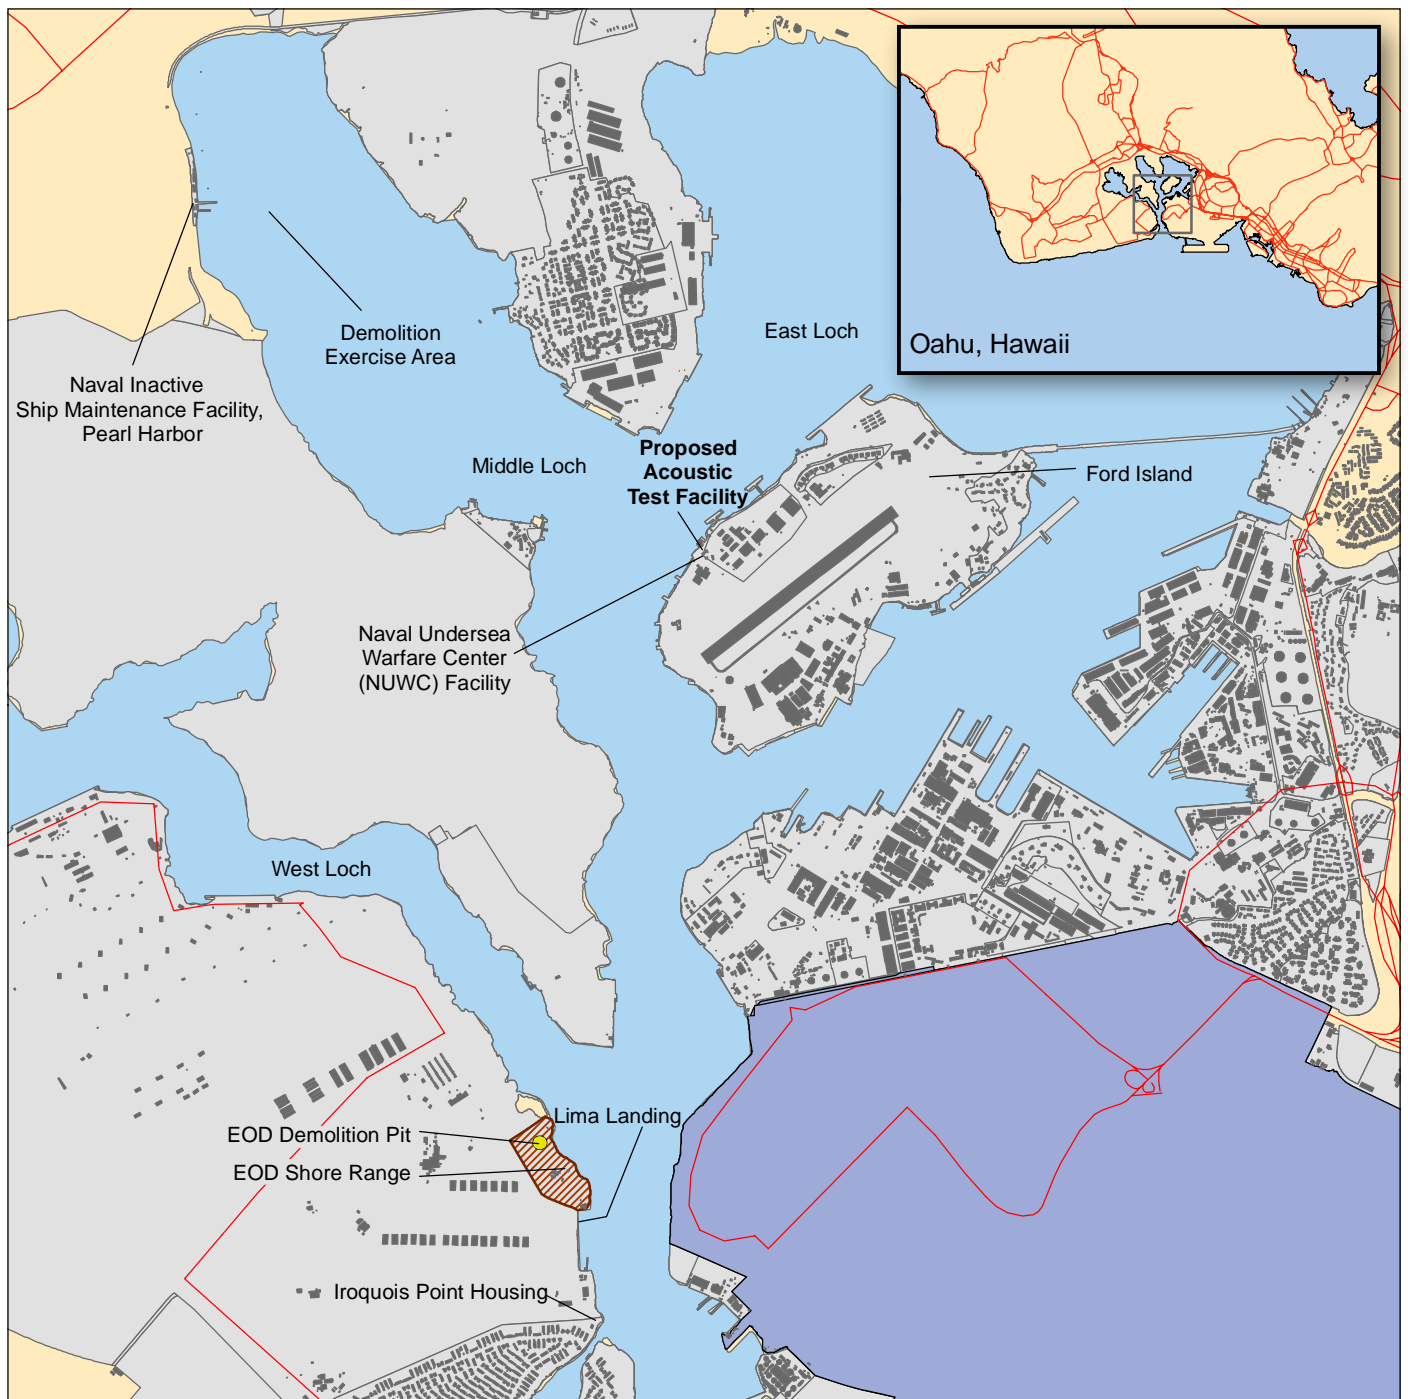 Oahu, Hawaii
East Loch
Demolition
Exercise Area
Naval Inactive
Ship Maintenance Facility,
Pearl Harbor
Middle Loch
Proposed
Acoustic
Test Facility
Ford Island
Naval Undersea
Warfare Center
(NUWC) Facility
West Loch
Lima Landing
EOD Demolition Pit
EOD Shore Range
Iroquois Point Housing